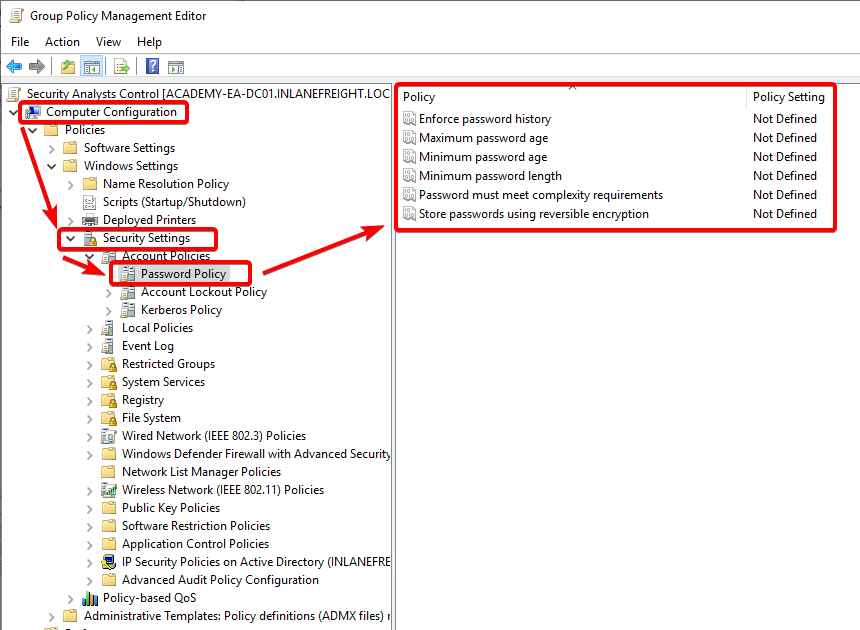 Group Policy Management Editor
File Action View Help
Security Analysts Control [ACADEMY-EA-DC01.INLANEFREIGHT.LOC
Computer Configuration
Policies
Software Settings
Windows Settings
Name Resolution Policy
Scripts (Startup/Shutdown)
Deployed Printers
Security Settings
Account Policies
Password Policy
Account Lockout Policy
Kerberos Policy
Local Policies
Event Log
Restricted Groups
System Services
Registry
File System
Wired Network (IEEE 802.3) Policies
Windows Defender Firewall with Advanced Security
Network List Manager Policies
Wireless Network (IEEE 802.11) Policies
Public Key Policies
Software Restriction Policies
Application Control Policies
IP Security Policies on Active Directory (INLANEFRE
Advanced Audit Policy Configuration
Policy-based QoS
Administrative Templates: Policy definitions (ADMX files) r
Policy Policy Setting
Enforce password history Not Defined
Maximum password age Not Defined
Minimum password age Not Defined
Minimum password length Not Defined
Password must meet complexity requirements Not Defined
Store passwords using reversible encryption Not Defined